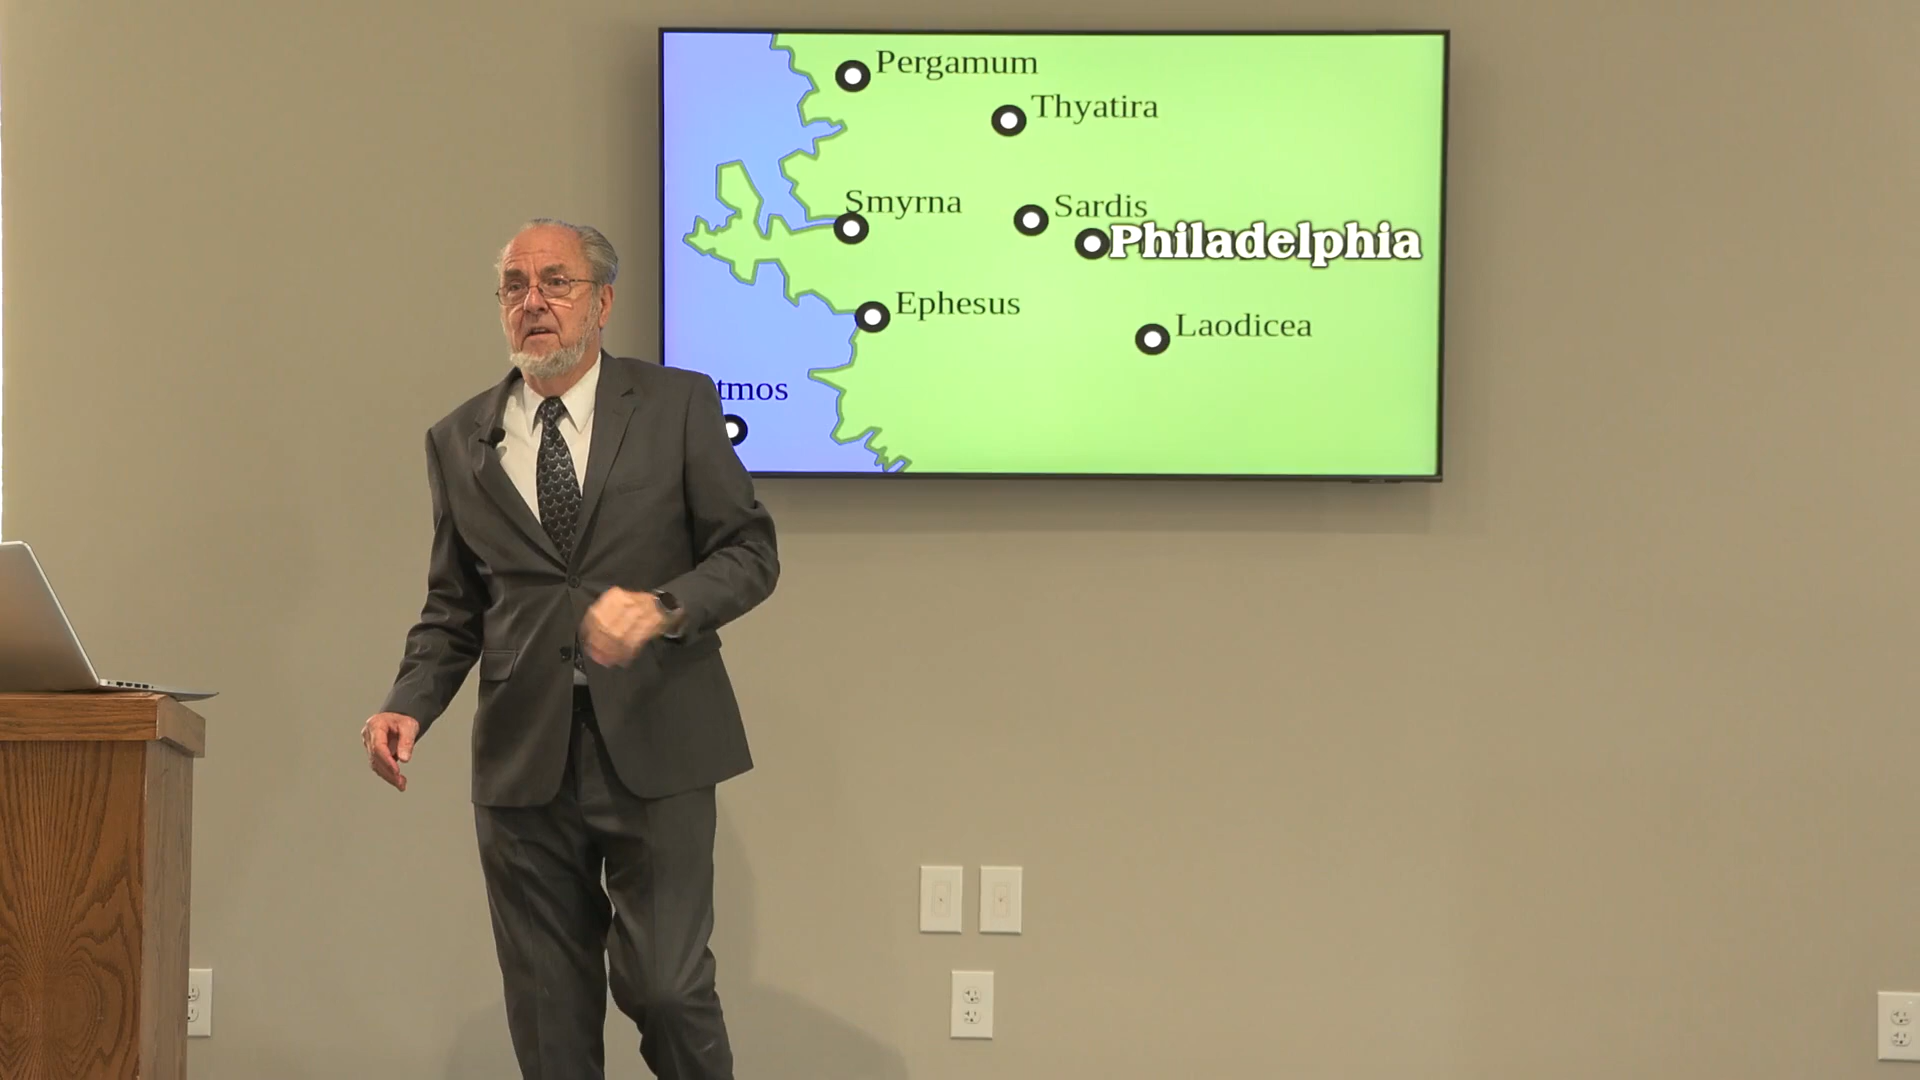 Pergamum
Thyatira
Smyrna
Sardis
Philadelphia
Ephesus
Laodicea
tmos